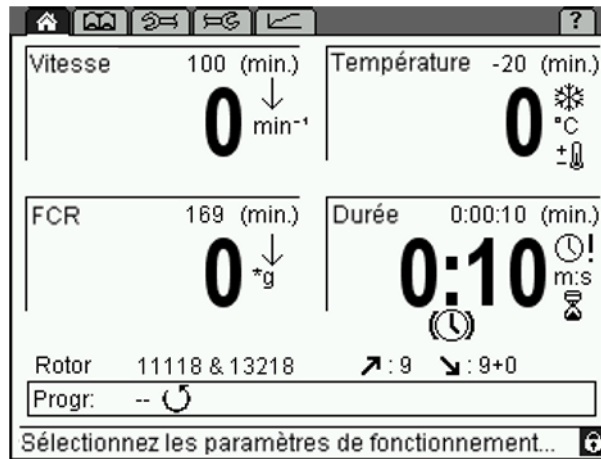 ?
Vitesse 100 (min.)
0 min⁻¹
Température -20 (min.)
0 °C
FCR 169 (min.)
0 *g
Durée 0:00:10 (min.)
0:10 ! m:s
Rotor 11118 & 13218 : 9 : 9+0
Progr: --
Sélectionnez les paramètres de fonctionnement...